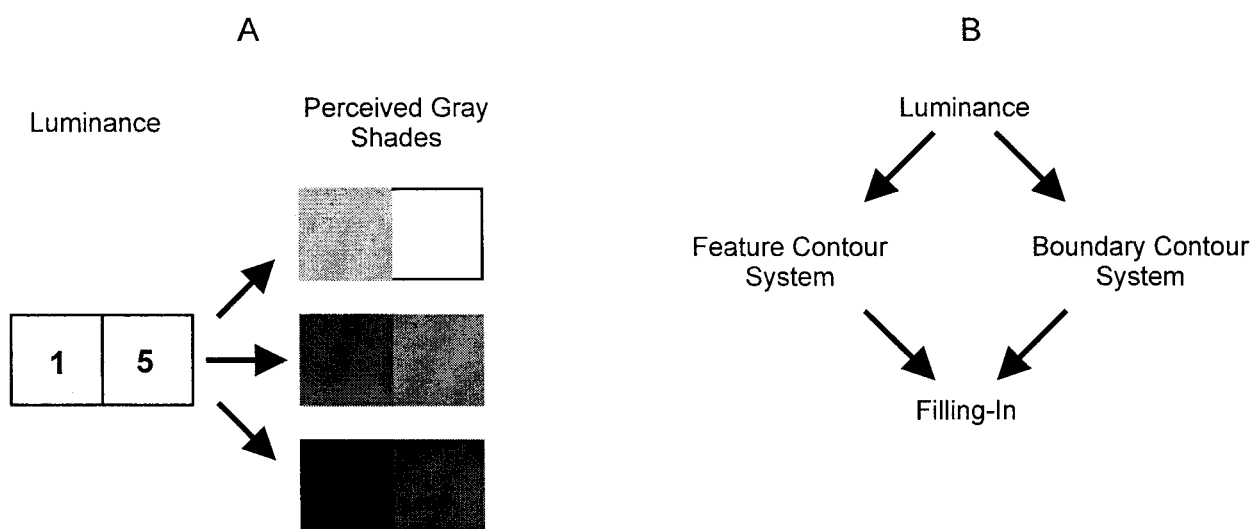 A
Luminance
Perceived Gray
Shades
1 5
B
Luminance
Feature Contour
System
Boundary Contour
System
Filling-In